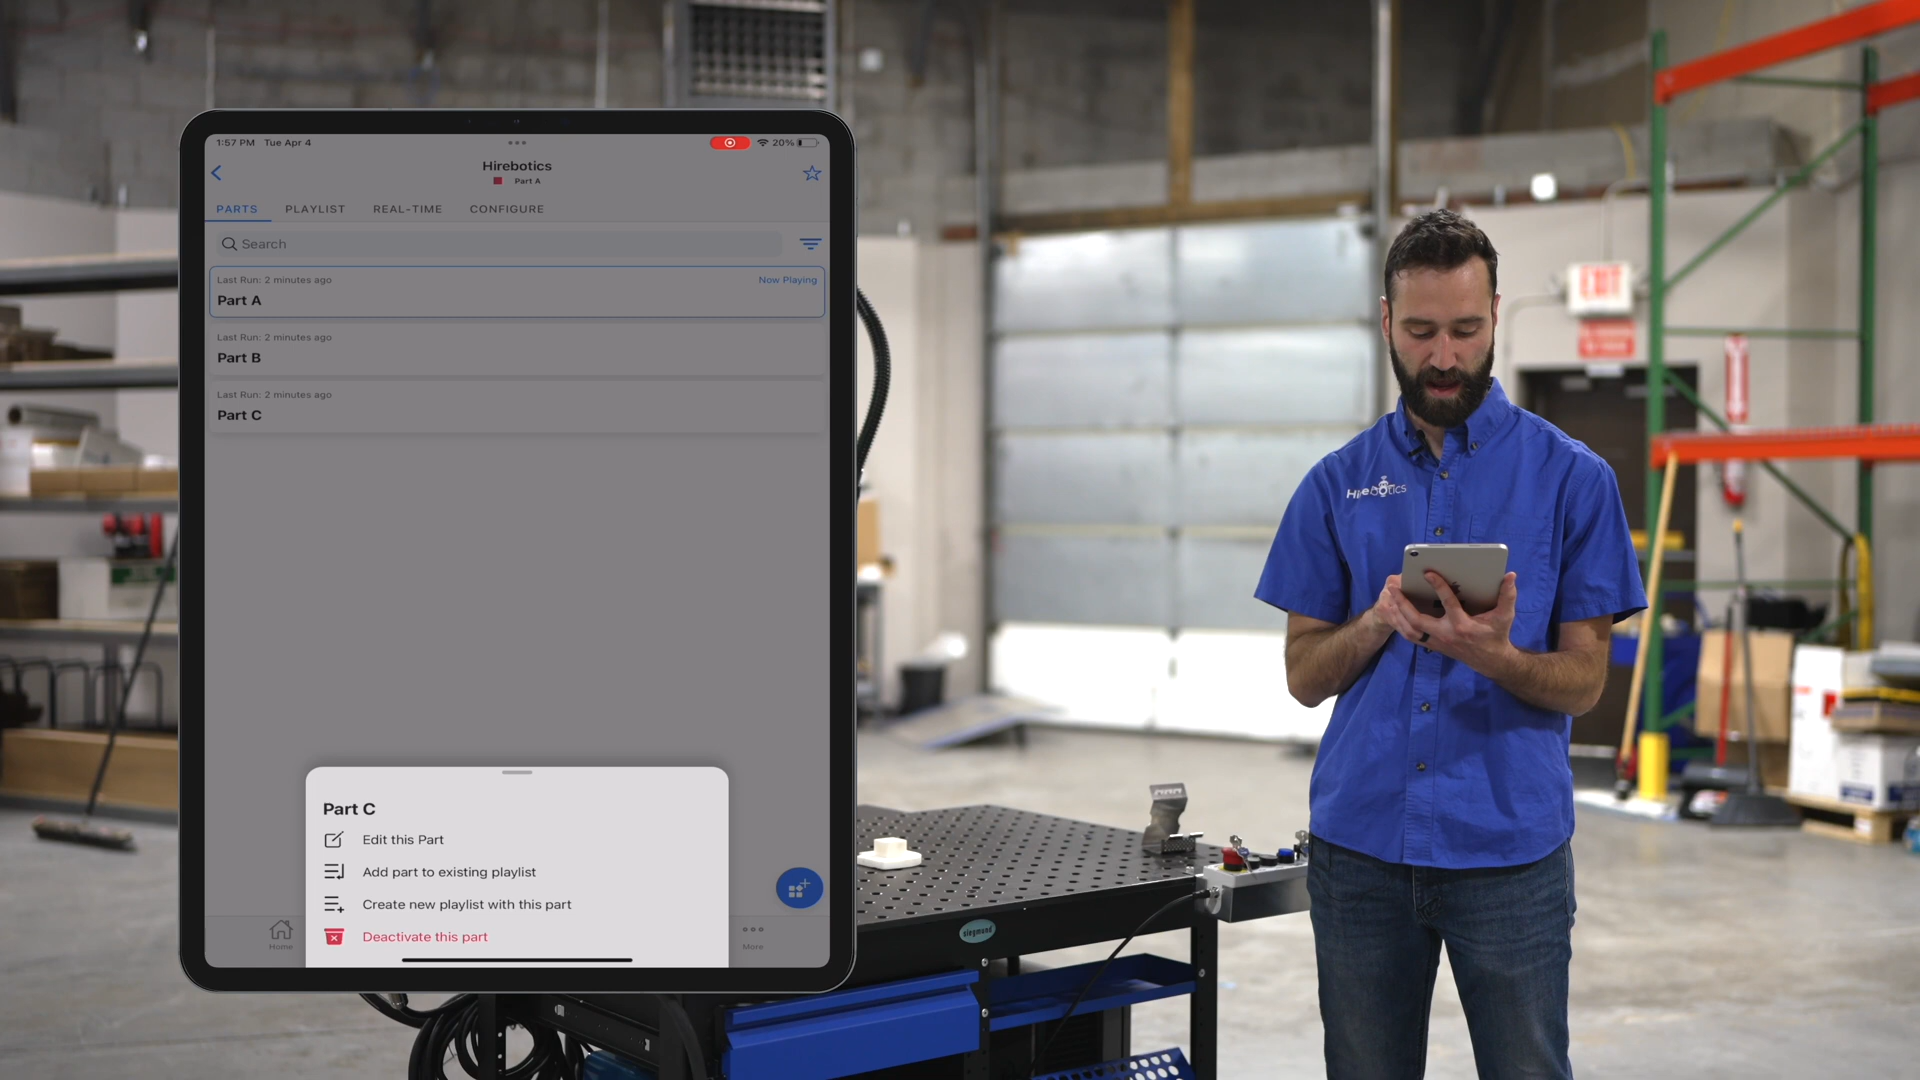 1:57 PM Tue Apr 4
20%
Hirebotics
Part A
PARTS PLAYLIST REAL-TIME CONFIGURE
Search
Last Run: 2 minutes ago Now Playing
Part A
Last Run: 2 minutes ago
Part B
Last Run: 2 minutes ago
Part C
Part C
Edit this Part
Add part to existing playlist
Create new playlist with this part
Deactivate this part
Home
More
Hirebotics
EXIT
siegmund